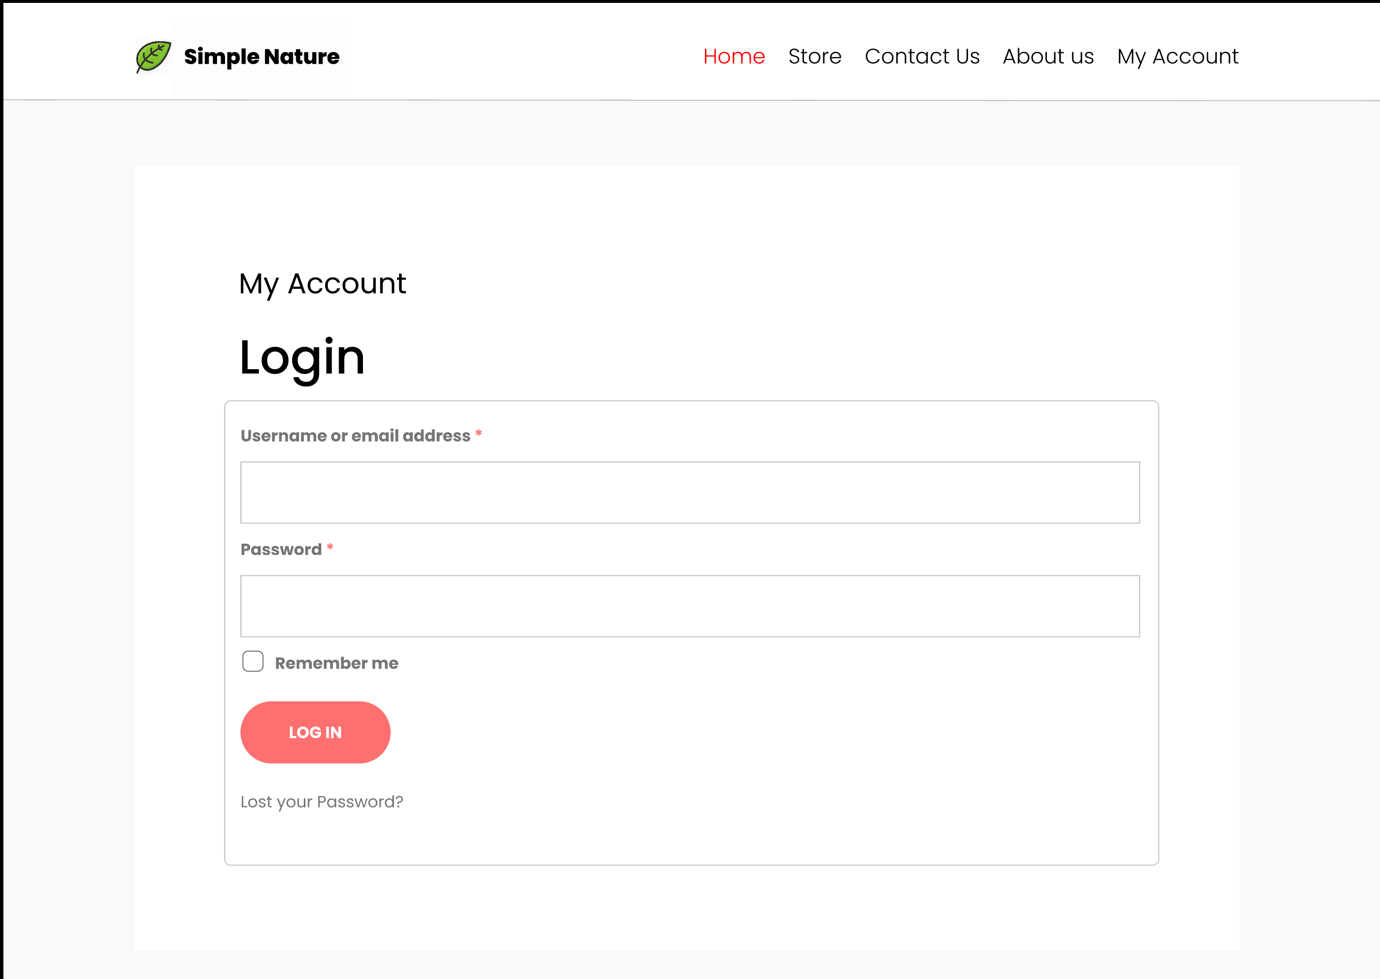 Simple Nature
Home Store Contact Us About us My Account
My Account
Login
Username or email address *
Password *
Remember me
LOG IN
Lost your Password?